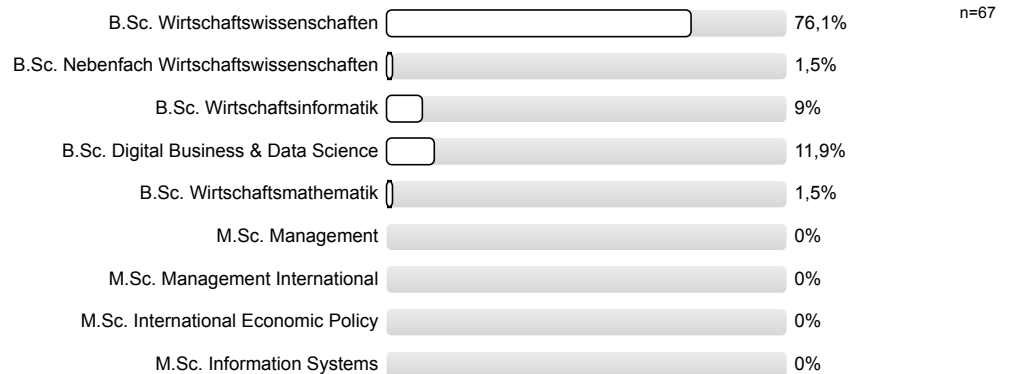 B.Sc. Wirtschaftswissenschaften 76,1% n=67
B.Sc. Nebenfach Wirtschaftswissenschaften 1,5%
B.Sc. Wirtschaftsinformatik 9%
B.Sc. Digital Business & Data Science 11,9%
B.Sc. Wirtschaftsmathematik 1,5%
M.Sc. Management 0%
M.Sc. Management International 0%
M.Sc. International Economic Policy 0%
M.Sc. Information Systems 0%